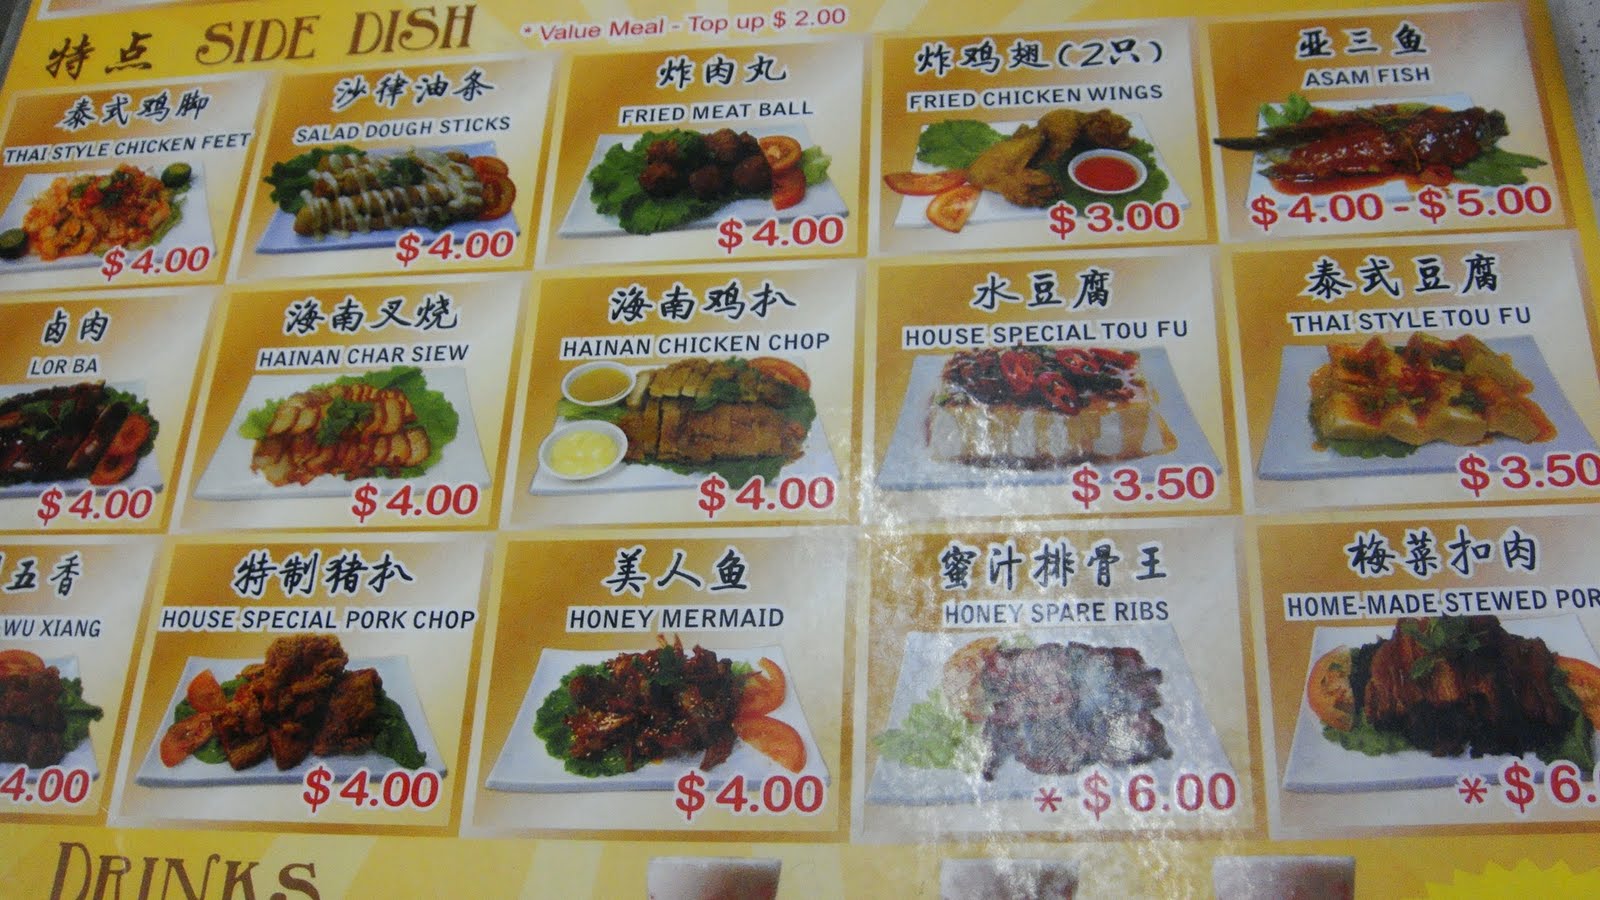 特点 SIDE DISH * Value Meal - Top up $ 2.00
泰式鸡脚
THAI STYLE CHICKEN FEET
$4.00
沙律油条
SALAD DOUGH STICKS
$4.00
炸肉丸
FRIED MEAT BALL
$4.00
炸鸡翅(2只)
FRIED CHICKEN WINGS
$3.00
亚三鱼
ASAM FISH
$4.00 - $5.00
卤肉
LOR BA
$4.00
海南叉烧
HAINAN CHAR SIEW
$4.00
海南鸡扒
HAINAN CHICKEN CHOP
$4.00
水豆腐
HOUSE SPECIAL TOU FU
$3.50
泰式豆腐
THAI STYLE TOU FU
$3.50
五香
WU XIANG
4.00
特制猪扒
HOUSE SPECIAL PORK CHOP
$4.00
美人鱼
HONEY MERMAID
$4.00
蜜汁排骨王
HONEY SPARE RIBS
* $6.00
梅菜扣肉
HOME-MADE STEWED POR
* $6.
DRINKS